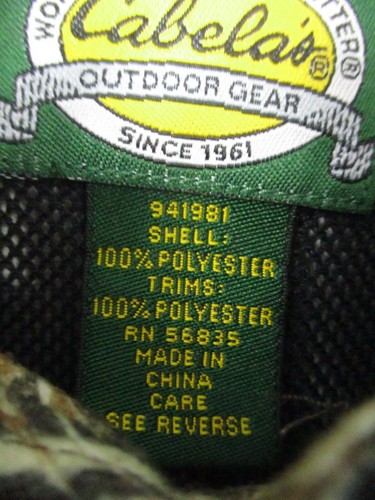 Cabela's®
OUTDOOR GEAR
SINCE 1961
941981
SHELL:
100% POLYESTER
TRIMS:
100% POLYESTER
RN 56835
MADE IN
CHINA
CARE
SEE REVERSE